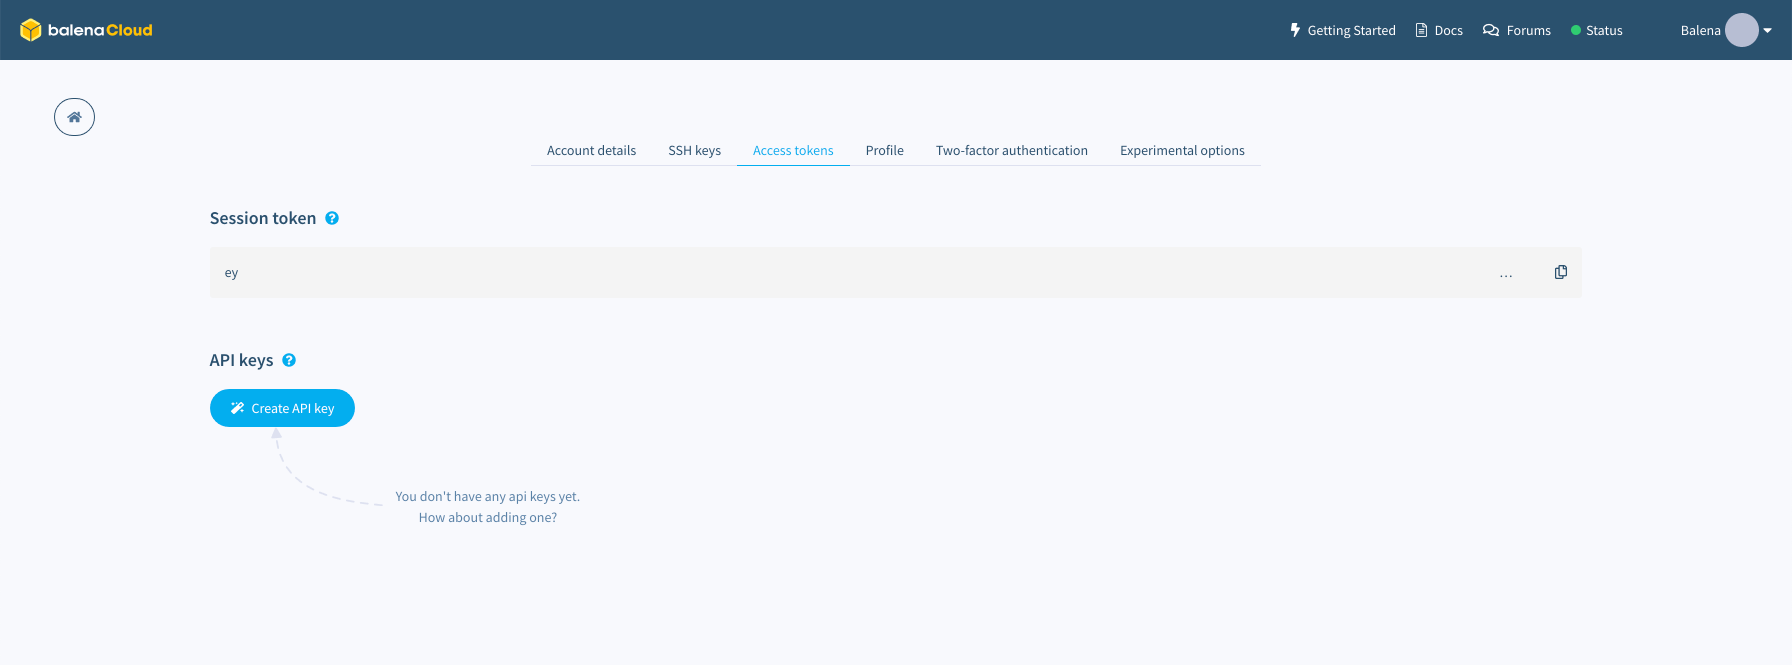 balenaCloud Getting Started Docs Forums Status Balena
Account details SSH keys Access tokens Profile Two-factor authentication Experimental options
Session token ?
ey ...
API keys ?
Create API key
You don't have any api keys yet.
How about adding one?